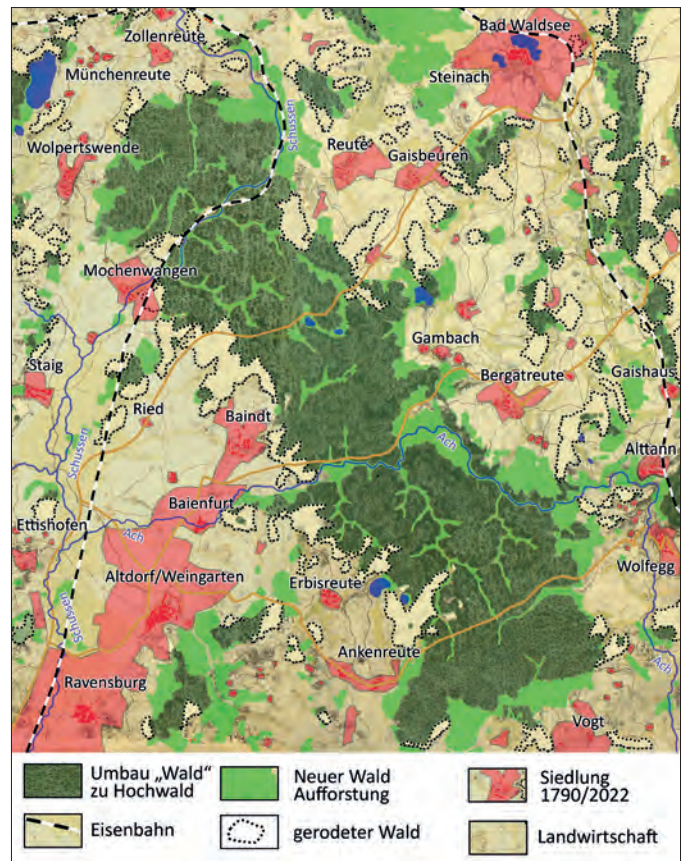 Zollenreute
Bad Waldsee
Münchenreute
Steinach
Schussen
Wolpertswende
Reute
Gaisbeuren
Mochenwangen
Gambach
Staig
Bergatreute
Gaishaus
Ried
Baindt
Schussen
Ach
Alttann
Baienfurt
Ettishofen
Ach
Altdorf/Weingarten
Erbisreute
Wolfegg
Schussen
Ankenreute
Ach
Ravensburg
Vogt
Umbau „Wald“
zu Hochwald
Neuer Wald
Aufforstung
Siedlung
1790/2022
Eisenbahn
gerodeter Wald
Landwirtschaft